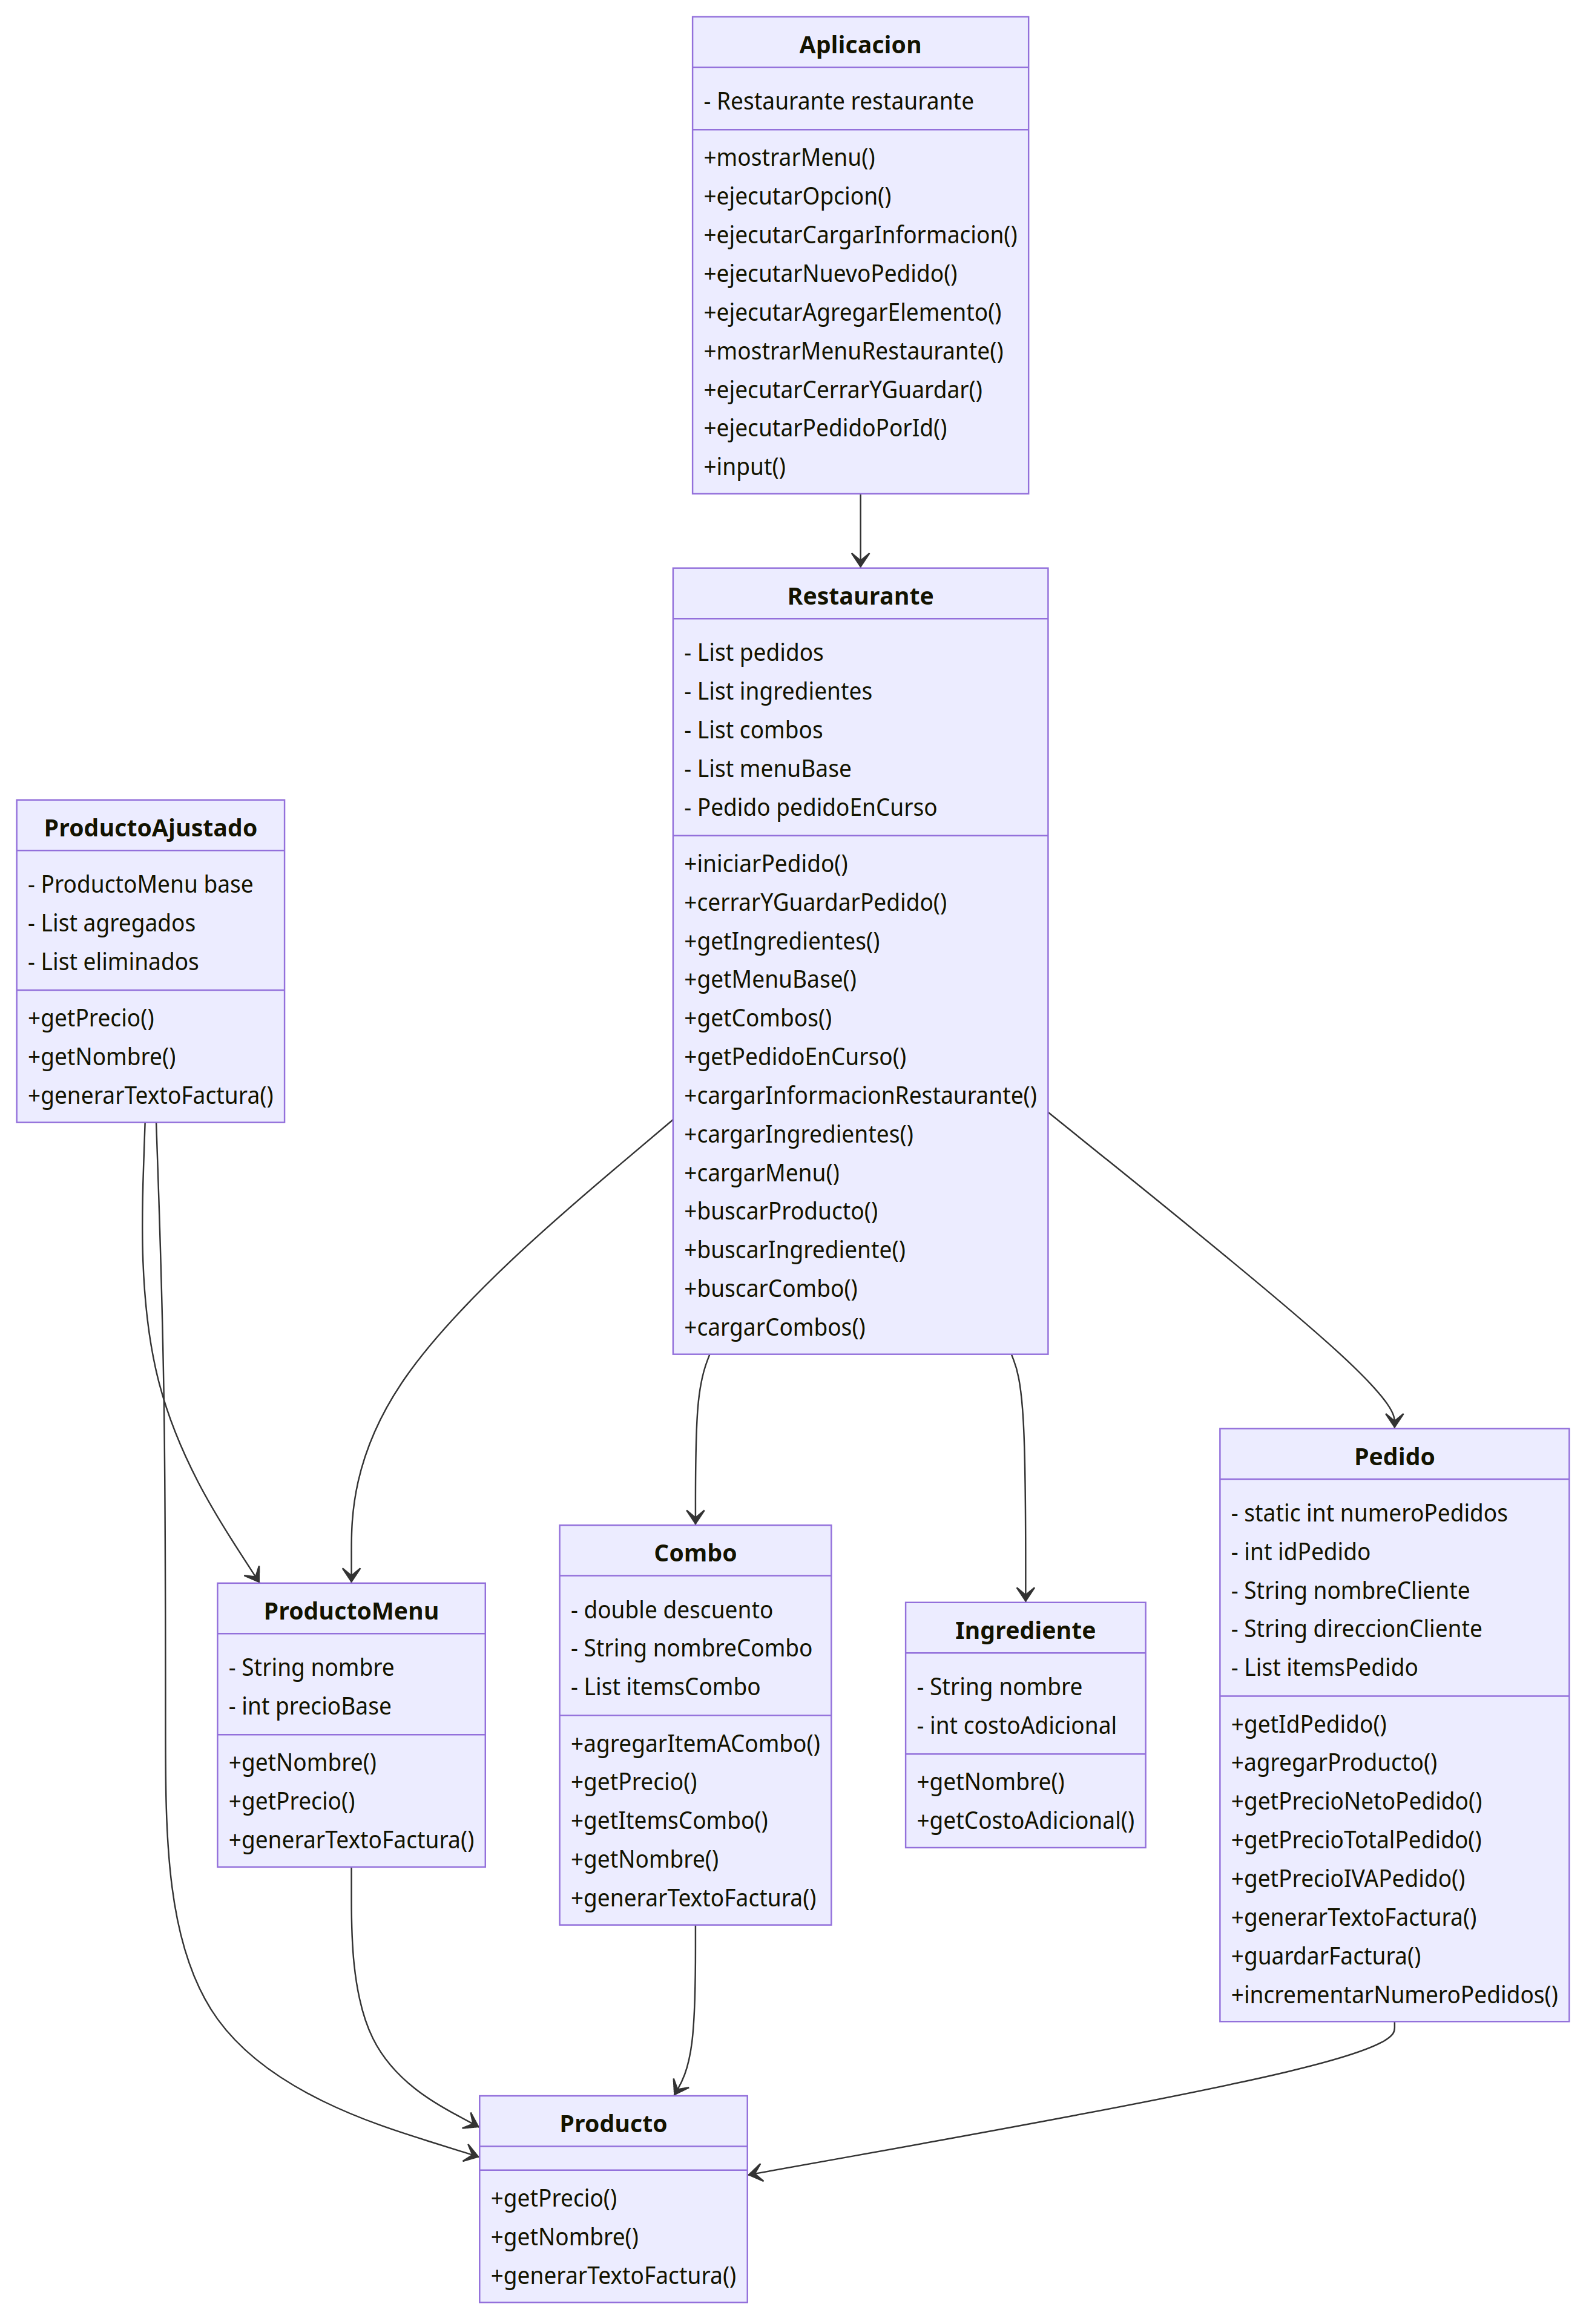 Aplicacion
- Restaurante restaurante
+mostrarMenu()
+ejecutarOpcion()
+ejecutarCargarInformacion()
+ejecutarNuevoPedido()
+ejecutarAgregarElemento()
+mostrarMenuRestaurante()
+ejecutarCerrarYGuardar()
+ejecutarPedidoPorId()
+input()
Restaurante
- List pedidos
- List ingredientes
- List combos
- List menuBase
- Pedido pedidoEnCurso
+iniciarPedido()
+cerrarYGuardarPedido()
+getIngredientes()
+getMenuBase()
+getCombos()
+getPedidoEnCurso()
+cargarInformacionRestaurante()
+cargarIngredientes()
+cargarMenu()
+buscarProducto()
+buscarIngrediente()
+buscarCombo()
+cargarCombos()
ProductoAjustado
- ProductoMenu base
- List agregados
- List eliminados
+getPrecio()
+getNombre()
+generarTextoFactura()
ProductoMenu
- String nombre
- int precioBase
+getNombre()
+getPrecio()
+generarTextoFactura()
Combo
- double descuento
- String nombreCombo
- List itemsCombo
+agregarItemACombo()
+getPrecio()
+getItemsCombo()
+getNombre()
+generarTextoFactura()
Ingrediente
- String nombre
- int costoAdicional
+getNombre()
+getCostoAdicional()
Pedido
- static int numeroPedidos
- int idPedido
- String nombreCliente
- String direccionCliente
- List itemsPedido
+getIdPedido()
+agregarProducto()
+getPrecioNetoPedido()
+getPrecioTotalPedido()
+getPrecioIVAPedido()
+generarTextoFactura()
+guardarFactura()
+incrementarNumeroPedidos()
Producto
+getPrecio()
+getNombre()
+generarTextoFactura()